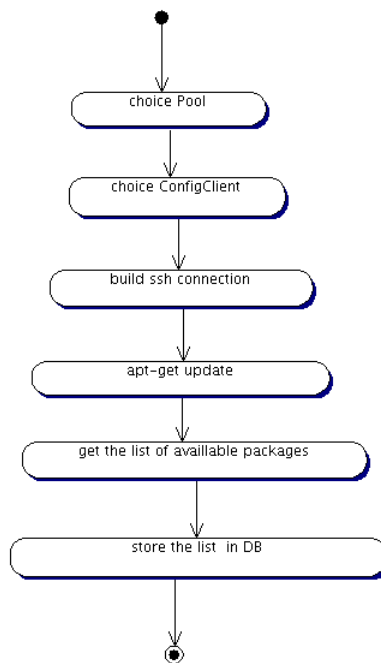 choice Pool
choice ConfigClient
build ssh connection
apt-get update
get the list of availlable packages
store the list  in DB